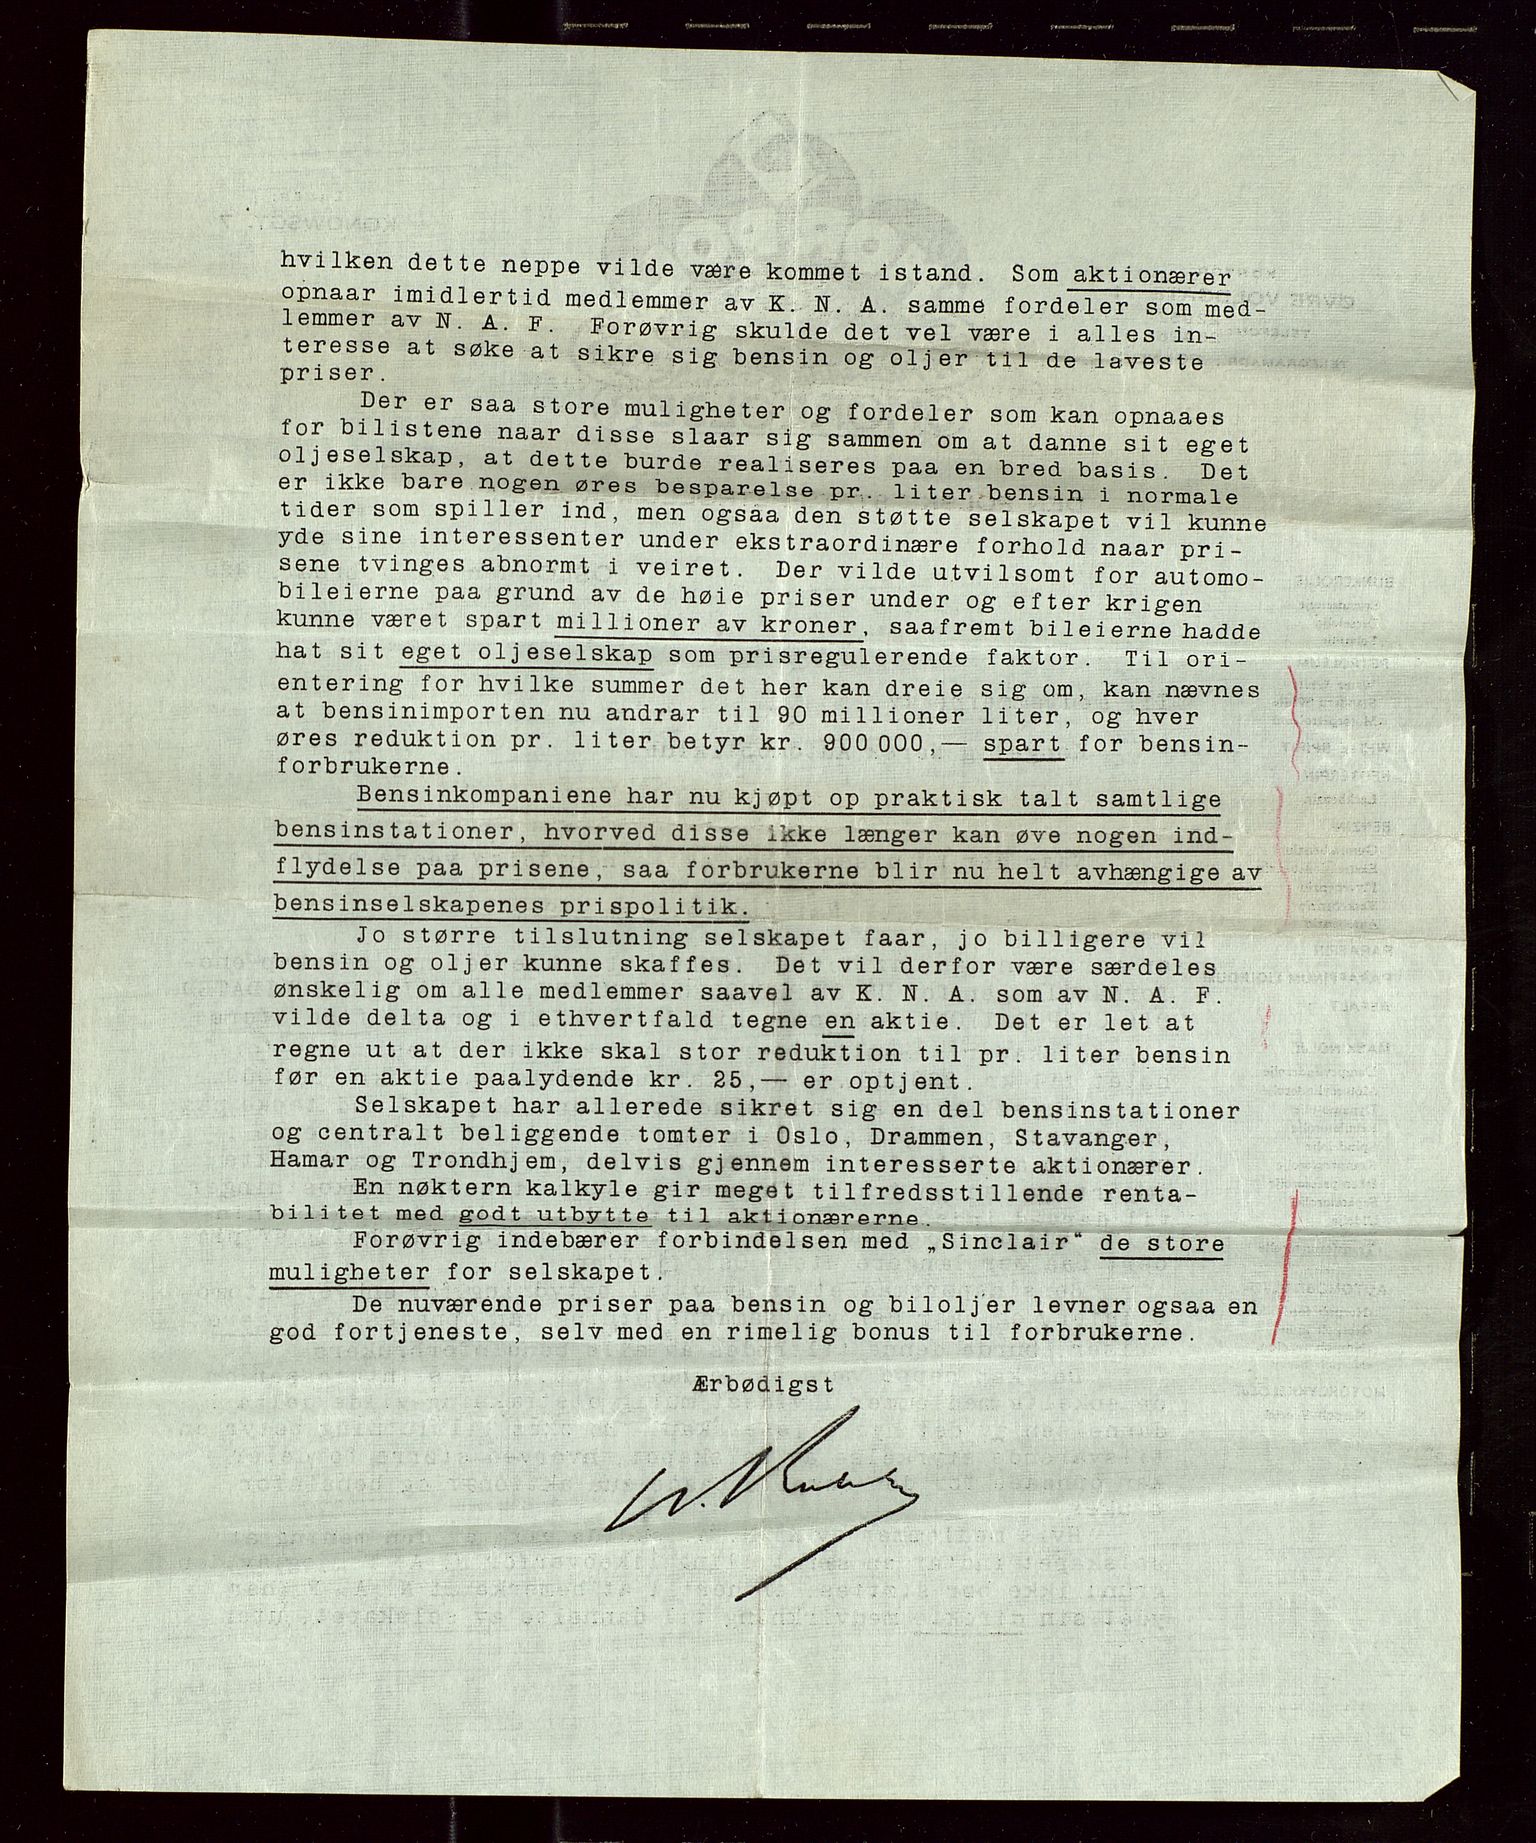 hvilken dette neppe vilde være kommet istand. Som aktionærer
opnaar imidlertid medlemmer av K. N. A. samme fordeler som med-
lemmer av N. A. F. Forøvrig skulde det vel være i alles in-
teresse at søke at sikre sig bensin og oljer til de laveste
priser.
Der er saa store muligheter og fordeler som kan opnaaes
for bilistene naar disse slaar sig sammen om at danne sit eget
oljeselskap, at dette burde realiseres paa en bred basis. Det
er ikke bare nogen øres besparelse pr. liter bensin i normale
tider som spiller ind, men ogsaa den støtte selskapet vil kunne
yde sine interessenter under ekstraordinære forhold naar pri-
sene tvinges abnormt i veiret. Der vilde utvilsomt for automo-
bileierne paa grund av de høie priser under og efter krigen
kunne været spart millioner av kroner, saafremt bileierne hadde
hat sit eget oljeselskap som prisregulerende faktor. Til ori-
entering for hvilke summer det her kan dreie sig om, kan nævnes
at bensinimporten nu andrar til 90 millioner liter, og hver
øres reduktion pr. liter betyr kr. 900.000,— spart for bensin-
forbrukerne.
Bensinkompaniene har nu kjøpt op praktisk talt samtlige
bensinstationer, hvorved disse ikke længer kan øve nogen ind-
flydelse paa prisene, saa forbrukerne blir nu helt avhængige av
bensinselskapenes prispolitik.
Jo større tilslutning selskapet faar, jo billigere vil
bensin og oljer kunne skaffes. Det vil derfor være særdeles
ønskelig om alle medlemmer saavel av K. N. A. som av N. A. F.
vilde delta og i ethvertfald tegne en aktie. Det er let at
regne ut at der ikke skal stor reduktion til pr. liter bensin
før en aktie paalydende kr. 25,— er optjent.
Selskapet har allerede sikret sig en del bensinstationer
og centralt beliggende tomter i Oslo, Drammen, Stavanger,
Hamar og Trondhjem, delvis gjennem interesserte aktionærer.
En nøktern kalkyle gir meget tilfredsstillende renta-
bilitet med godt utbytte til aktionærerne.
Forøvrig indebærer forbindelsen med „Sinclair“ de store
muligheter for selskapet.
De nuværende priser paa bensin og biloljer levner ogsaa en
god fortjeneste, selv med en rimelig bonus til forbrukerne.
Ærbødigst